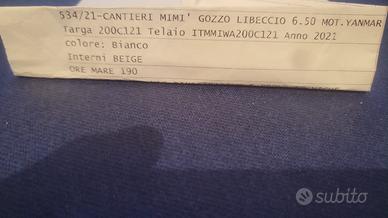 534/21-CANTIERI MIMI' GOZZO LIBECCIO 6.50 MOT.YANMAR
Targa 200C121 Telaio ITMMIWA200C121 Anno 2021
colore: Bianco
Interni BEIGE
ORE MARE 190
subito